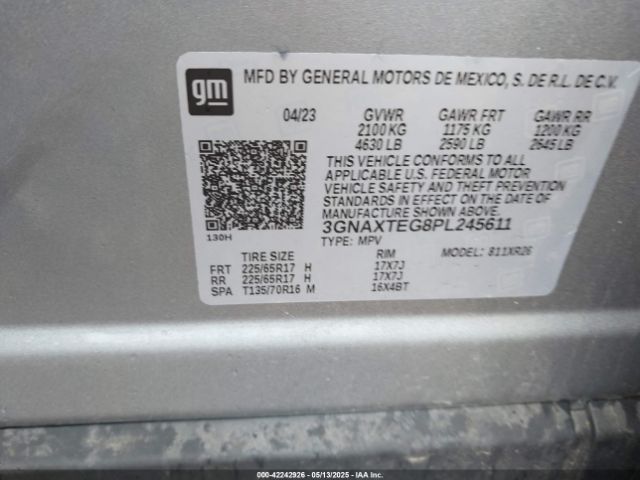 gm
MFD BY GENERAL MOTORS DE MEXICO, S. DE R.L. DE C.V.
04/23 GVWR GAWR FRT GAWR RR
2100 KG 1175 KG 1200 KG
4630 LB 2590 LB 2645 LB
THIS VEHICLE CONFORMS TO ALL
APPLICABLE U.S. FEDERAL MOTOR
VEHICLE SAFETY AND THEFT PREVENTION
STANDARDS IN EFFECT ON THE DATE OF
MANUFACTURE SHOWN ABOVE.
3GNAXTEG8PL245611
130H
TYPE: MPV MODEL: 811XR26
TIRE SIZE RIM
FRT 225/65R17 H 17X7J
RR 225/65R17 H 17X7J
SPA T135/70R16 M 16X4BT
000-42242926 - 05/13/2025 - IAA Inc.